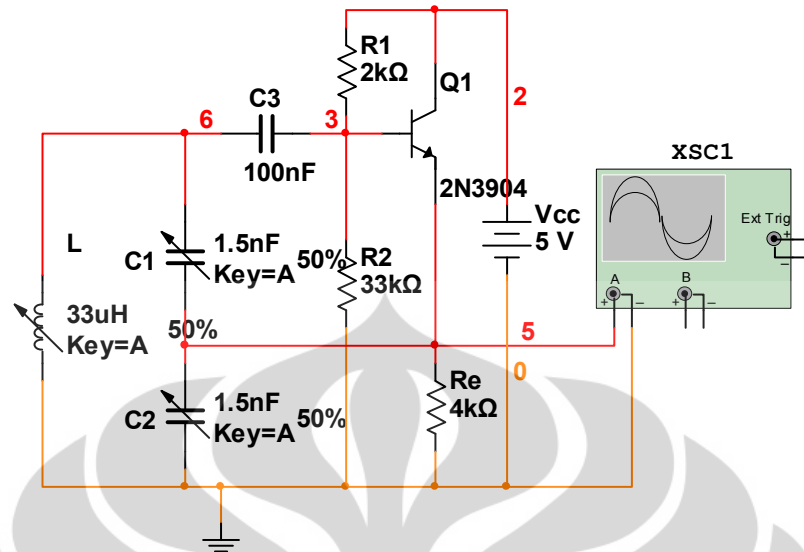 R1
2kΩ
Q1
2
C3
6
3
100nF
XSC1
2N3904
Vcc
5 V
Ext Trig
+
−
L
C1
1.5nF
Key=A
50%
R2
33kΩ
A
B
+
−
+
−
33uH
Key=A
50%
5
0
Re
4kΩ
C2
1.5nF
Key=A
50%